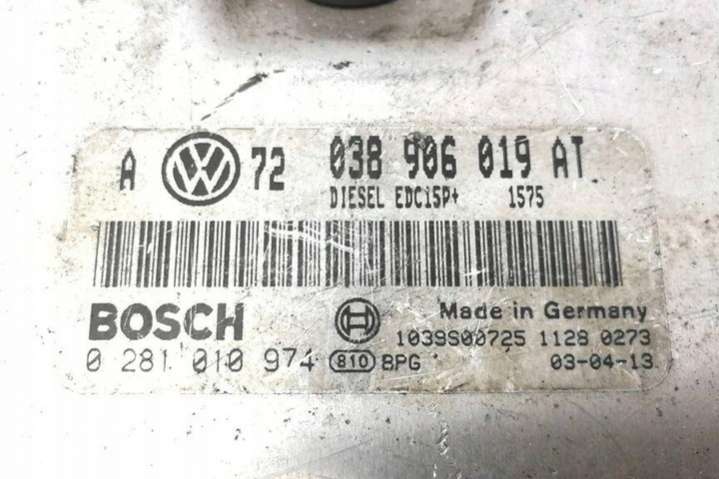 A VW 72 038 906 019 AT
DIESEL EDC15P+ 1575
BOSCH Made in Germany
1039S00725 1128 0273
0 281 010 974 810 BPG 03-04-13